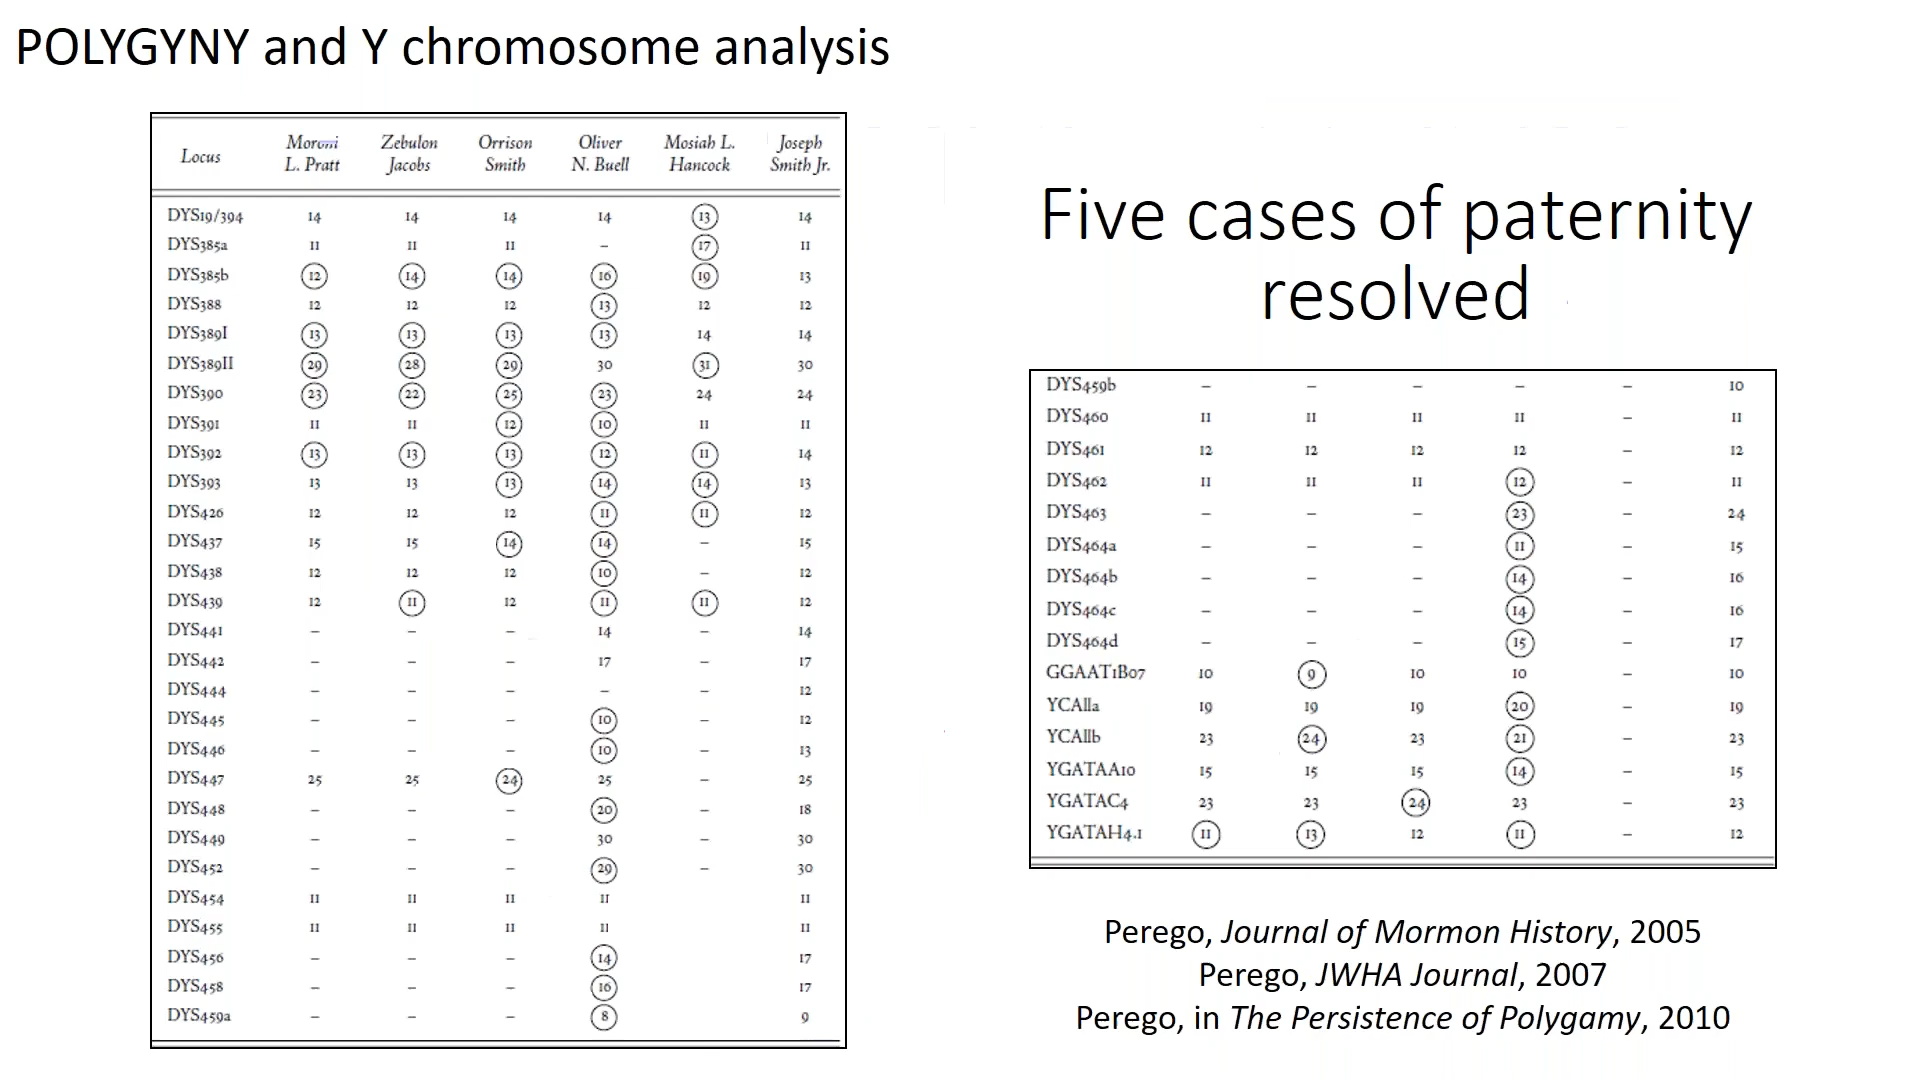 POLYGYNY and Y chromosome analysis
Locus Moroni L. Pratt Zebulon Jacobs Orrison Smith Oliver N. Buell Mosiah L. Hancock Joseph Smith Jr.
DYS19/394 14 14 14 14 13 14
DYS385a 11 11 11 – 17 11
DYS385b 12 14 14 16 19 13
DYS388 12 12 12 13 12 12
DYS389I 13 13 13 13 14 14
DYS389II 29 28 29 30 31 30
DYS390 23 22 25 23 24 24
DYS391 11 11 12 10 11 11
DYS392 13 13 13 12 11 14
DYS393 13 13 13 14 14 13
DYS426 12 12 12 11 11 12
DYS437 15 15 14 14 – 15
DYS438 12 12 12 10 – 12
DYS439 12 11 12 11 11 12
DYS441 – – – 14 – 14
DYS442 – – – 17 – 17
DYS444 – – – – – 12
DYS445 – – – 10 – 12
DYS446 – – – 10 – 13
DYS447 25 25 24 25 – 25
DYS448 – – – 20 – 18
DYS449 – – – 30 – 30
DYS452 – – – 29 – 30
DYS454 11 11 11 11 11
DYS455 11 11 11 11 11
DYS456 – – – 14 17
DYS458 – – – 16 17
DYS459a – – – 8 9
Five cases of paternity
resolved
DYS459b – – – – – 10
DYS460 11 11 11 11 – 11
DYS461 12 12 12 12 – 12
DYS462 11 11 11 12 – 11
DYS463 – – – 23 – 24
DYS464a – – – 11 – 15
DYS464b – – – 14 – 16
DYS464c – – – 14 – 16
DYS464d – – – 15 – 17
GGAAT1B07 10 9 10 10 – 10
YCAIIa 19 19 19 20 – 19
YCAIIb 23 24 23 21 – 23
YGATAA10 15 15 15 14 – 15
YGATAC4 23 23 24 23 – 23
YGATAH4.1 11 13 12 11 – 12
Perego, Journal of Mormon History, 2005
Perego, JWHA Journal, 2007
Perego, in The Persistence of Polygamy, 2010